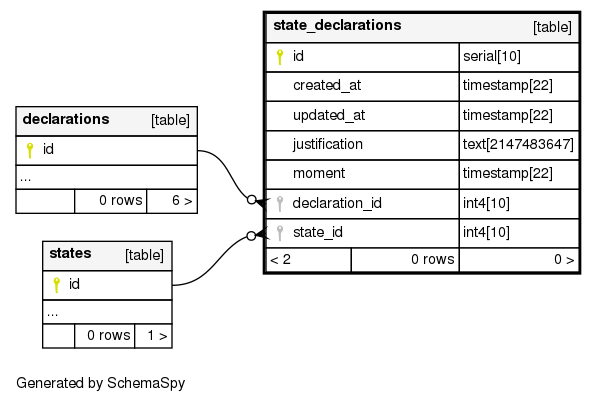 state_declarations [table]
id serial[10]
created_at timestamp[22]
updated_at timestamp[22]
justification text[2147483647]
moment timestamp[22]
declaration_id int4[10]
state_id int4[10]
< 2 0 rows 0 >
declarations [table]
id
...
0 rows 6 >
states [table]
id
...
0 rows 1 >
Generated by SchemaSpy